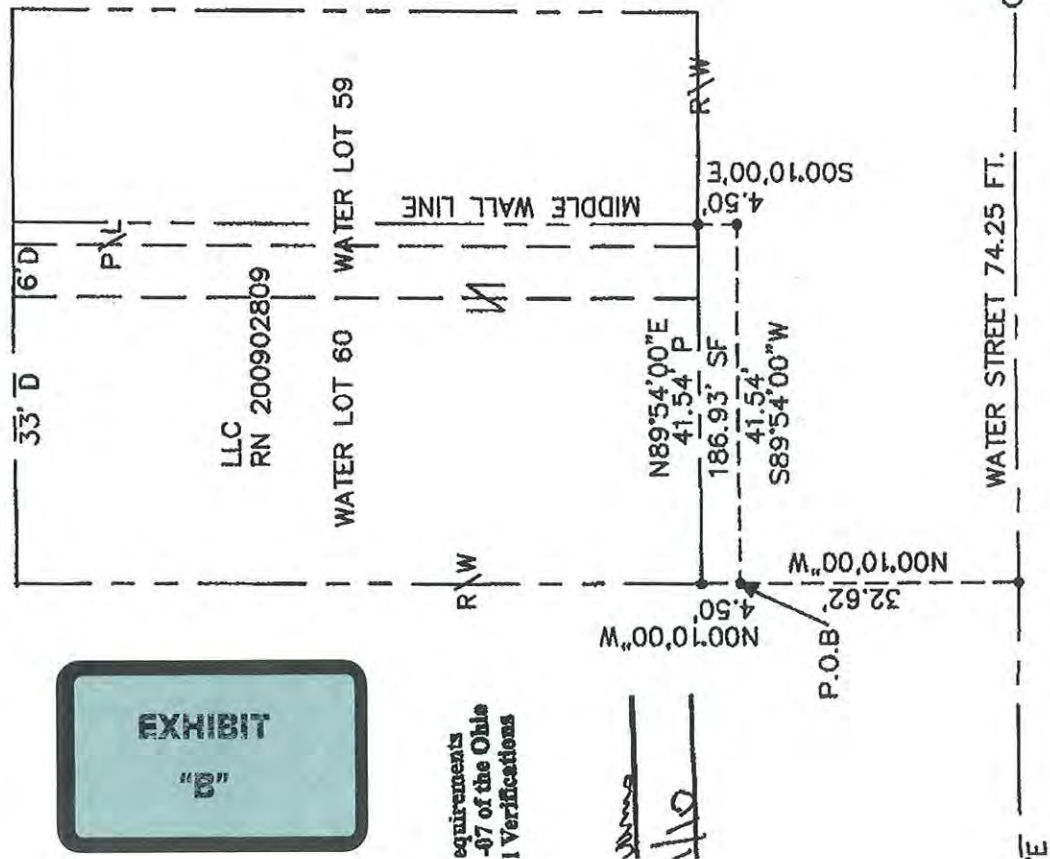 33' D
6' D
P\L
LLC
RN 200902809
WATER LOT 60
WATER LOT 59
MIDDLE WALL LINE
R\W
R\W
N89°54'00"E
41.54' P
186.93' SF
41.54'
S89°54'00"W
S00°10'00"E
4.50'
N00°10'00"W
4.50'
P.O.B
N00°10'00"W
32.62'
WATER STREET 74.25 FT.
EXHIBIT
"B"
equirements
-07 of the Ohio
l Verifications
/10
E